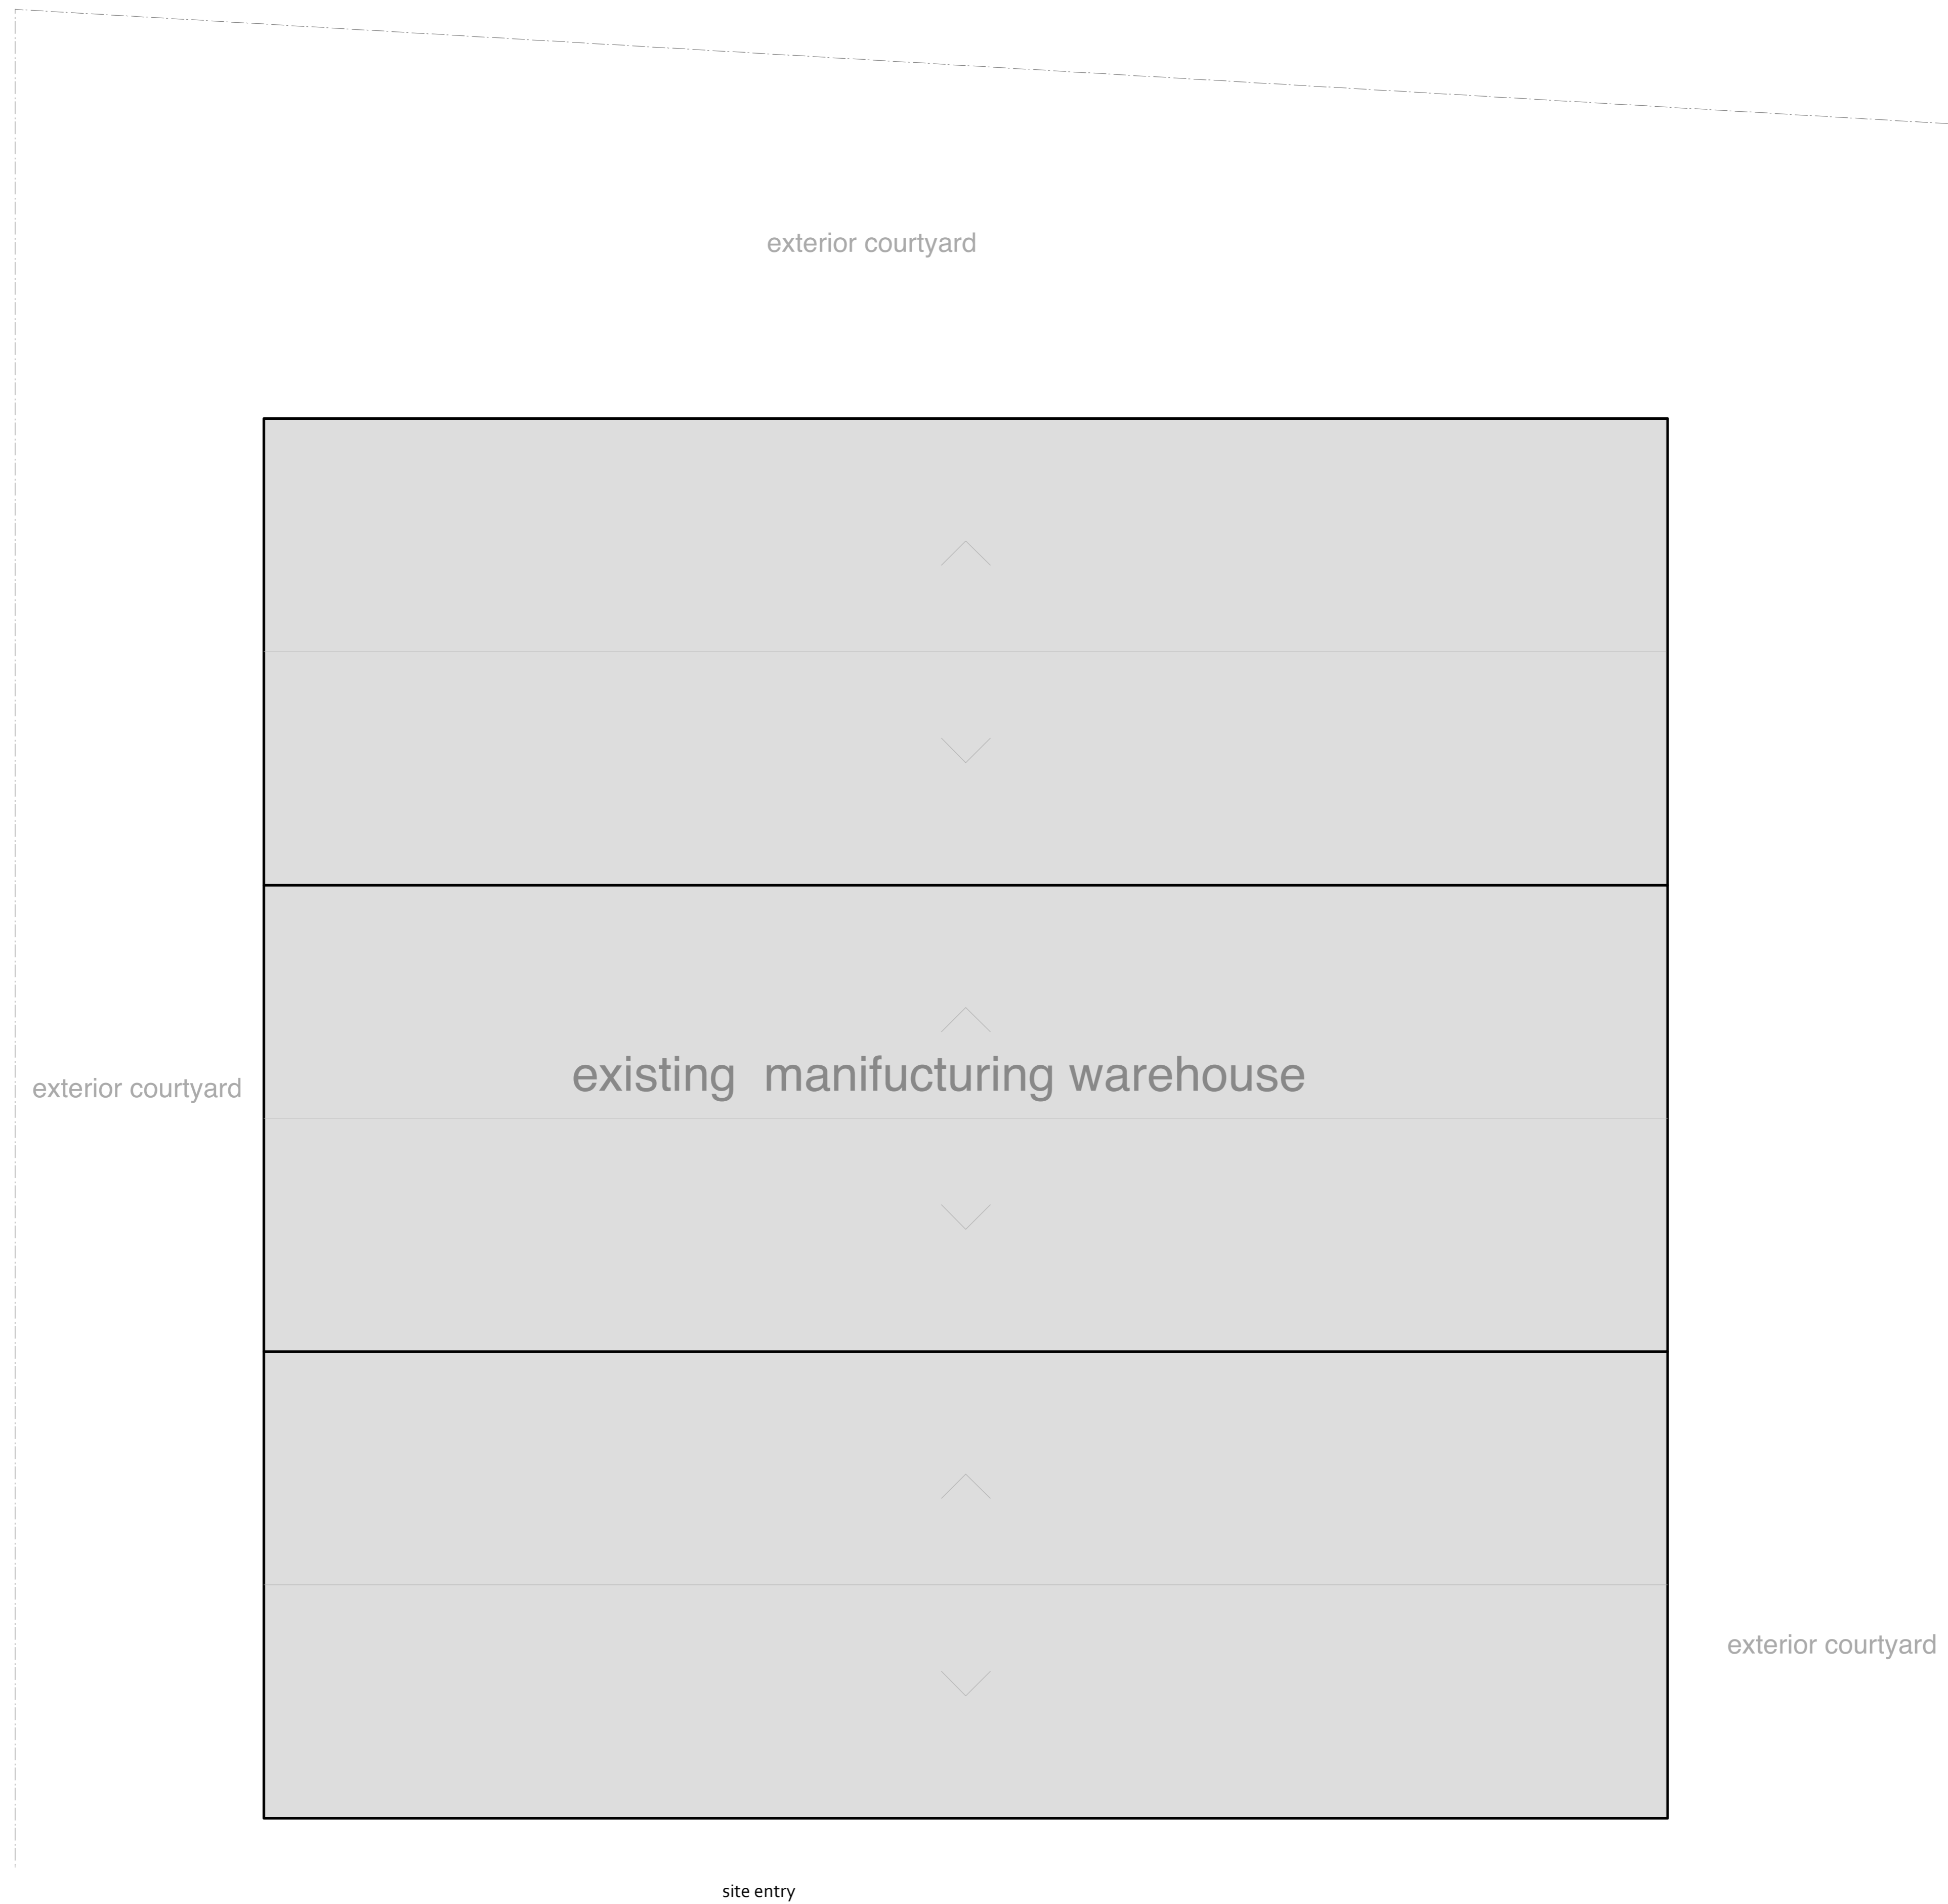 exterior courtyard
existing manifucturing warehouse
exterior courtyard
exterior courtyard
site entry